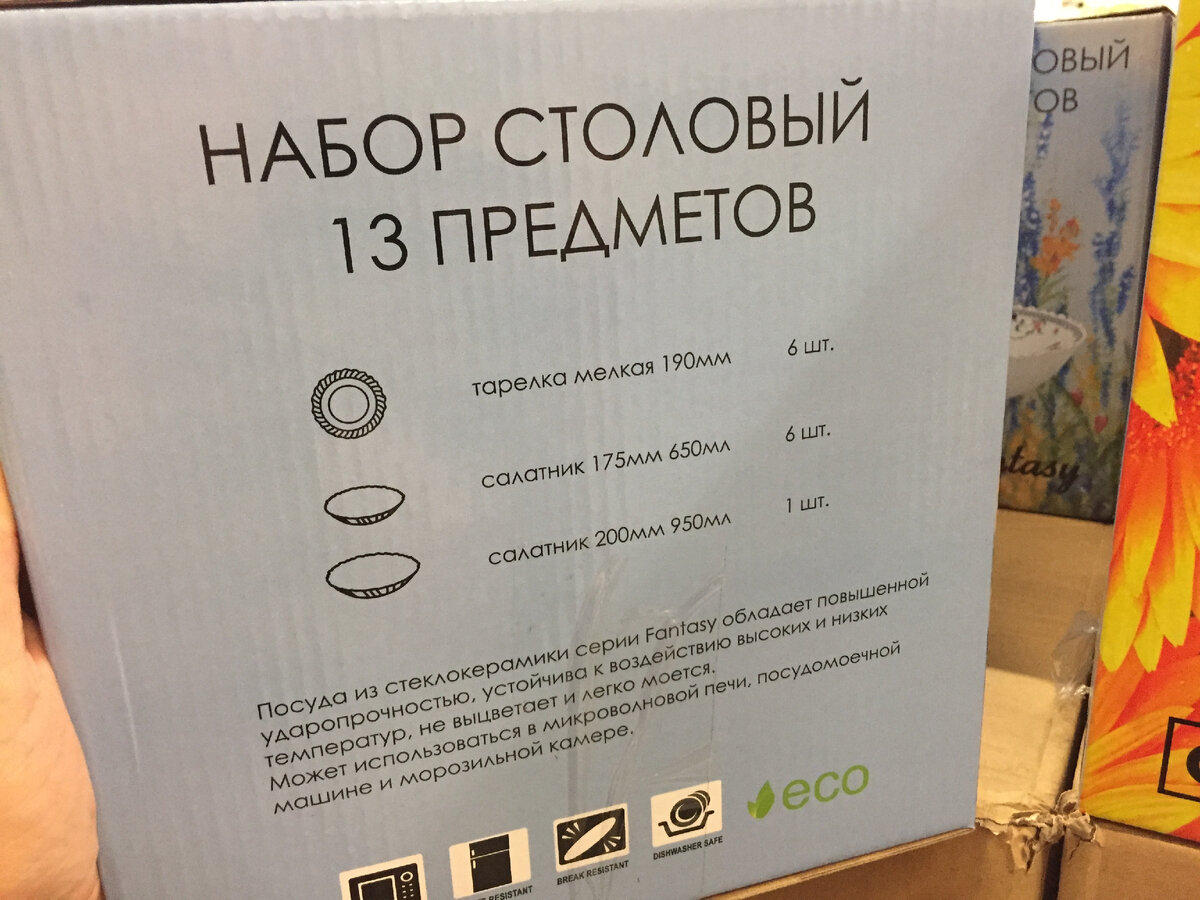 НАБОР СТОЛОВЫЙ
13 ПРЕДМЕТОВ
тарелка мелкая 190мм 6 шт.
салатник 175мм 650мл 6 шт.
салатник 200мм 950мл 1 шт.
Посуда из стеклокерамики серии Fantasy обладает повышенной
ударопрочностью, устойчива к воздействию высоких и низких
температур, не выцветает и легко моется.
Может использоваться в микроволновой печи, посудомоечной
машине и морозильной камере.
eco
RESISTANT
BREAK RESISTANT
DISHWASHER SAFE
ОВЫЙ
ОВ
tasy